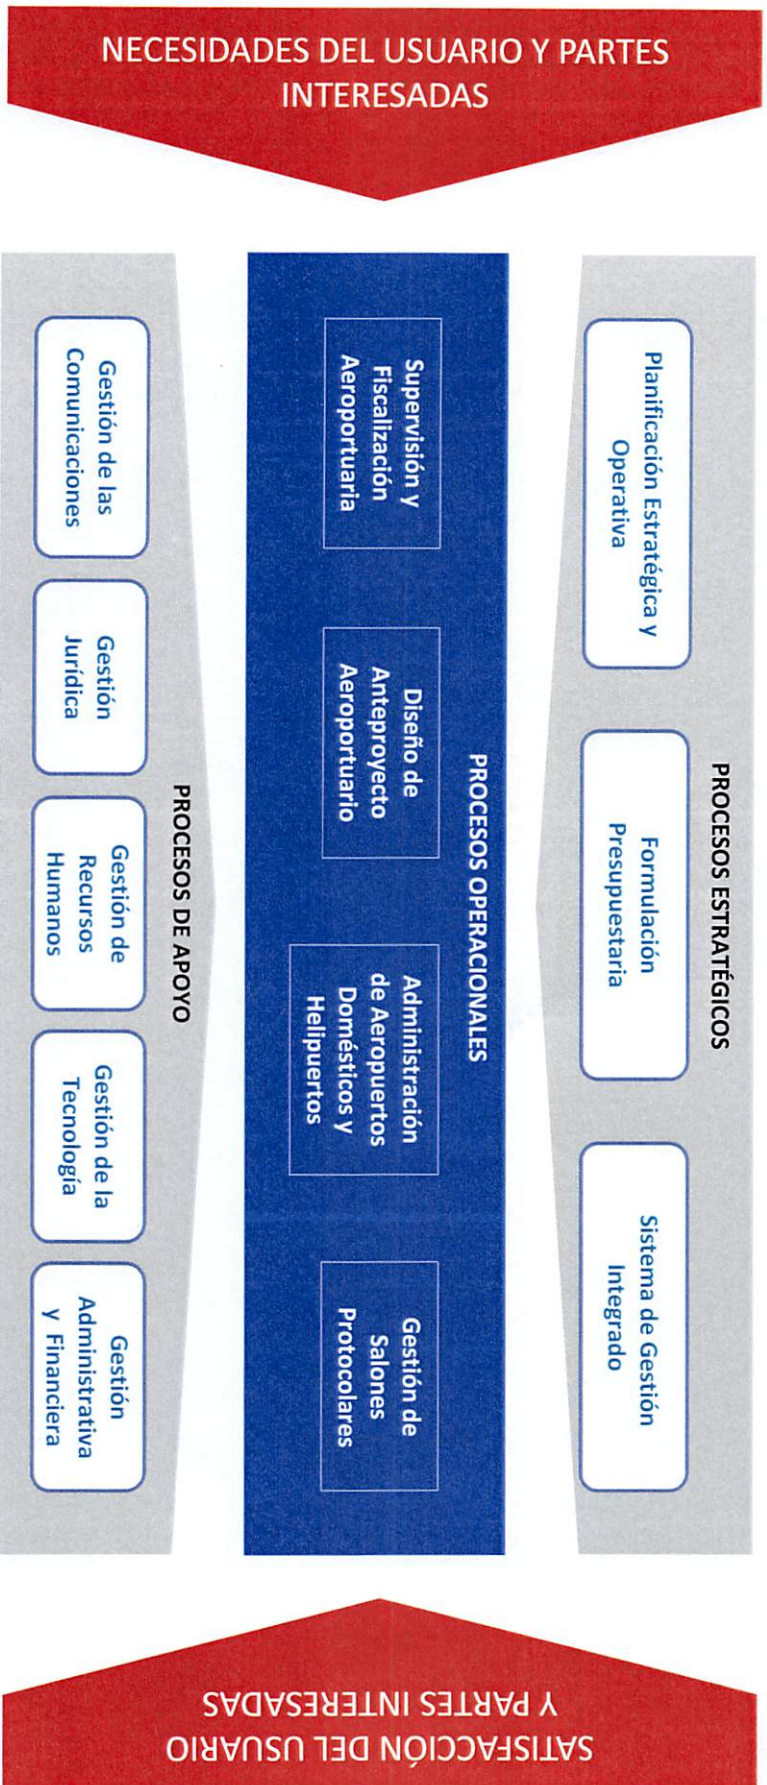 NECESIDADES DEL USUARIO Y PARTES
INTERESADAS
PROCESOS ESTRATÉGICOS
Planificación Estratégica y
Operativa
Formulación
Presupuestaria
Sistema de Gestión
Integrado
PROCESOS OPERACIONALES
Supervisión y
Fiscalización
Aeroportuaria
Diseño de
Anteproyecto
Aeroportuario
Administración
de Aeropuertos
Domésticos y
Helipuertos
Gestión de
Salones
Protocolares
PROCESOS DE APOYO
Gestión de las
Comunicaciones
Gestión
Jurídica
Gestión de
Recursos
Humanos
Gestión de la
Tecnología
Gestión
Administrativa
y Financiera
SATISFACCIÓN DEL USUARIO
Y PARTES INTERESADAS